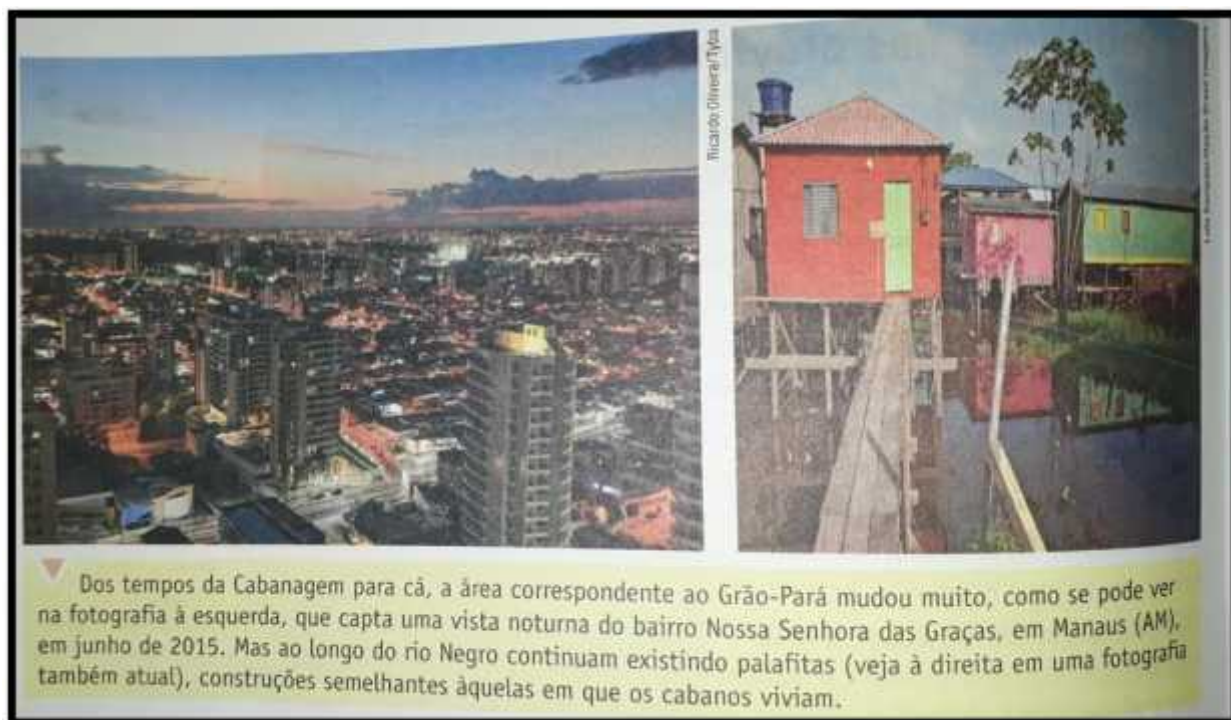 Ricardo Oliveira/Tyba
Dos tempos da Cabanagem para cá, a área correspondente ao Grão-Pará mudou muito, como se pode ver
na fotografia à esquerda, que capta uma vista noturna do bairro Nossa Senhora das Graças, em Manaus (AM),
em junho de 2015. Mas ao longo do rio Negro continuam existindo palafitas (veja à direita em uma fotografia
também atual), construções semelhantes àquelas em que os cabanos viviam.